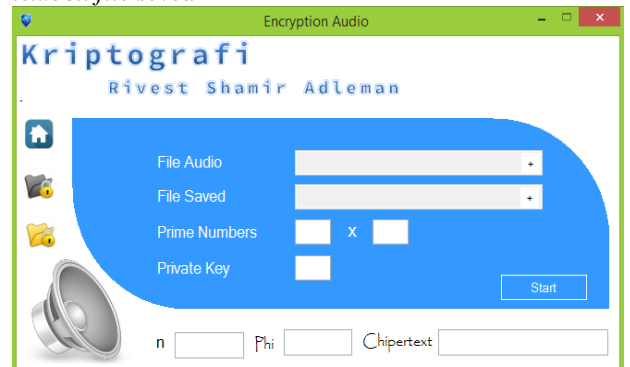 Encryption Audio
Kriptografi
Rivest Shamir Adleman
File Audio +
File Saved +
Prime Numbers x
Private Key
Start
n Phi Chipertext